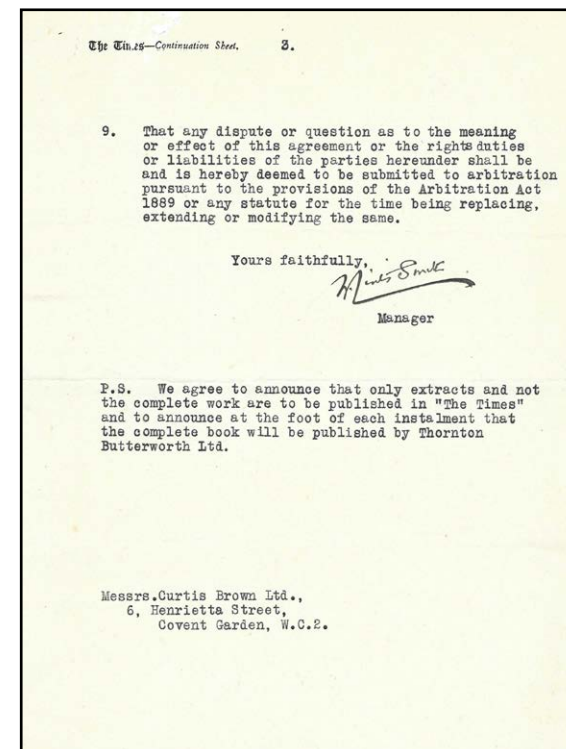 The Times—Continuation Sheet. 3.
9. That any dispute or question as to the meaning
or effect of this agreement or the rights duties
or liabilities of the parties hereunder shall be
and is hereby deemed to be submitted to arbitration
pursuant to the provisions of the Arbitration Act
1889 or any statute for the time being replacing,
extending or modifying the same.
Yours faithfully,
Smith
Manager
P.S. We agree to announce that only extracts and not
the complete work are to be published in "The Times"
and to announce at the foot of each instalment that
the complete book will be published by Thornton
Butterworth Ltd.
Messrs.Curtis Brown Ltd.,
6, Henrietta Street,
Covent Garden, W.C.2.